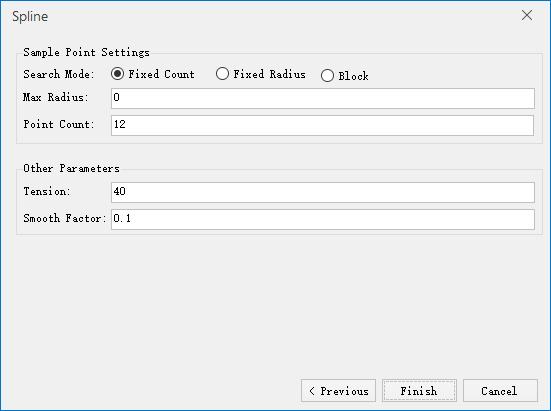 Spline
Sample Point Settings
Search Mode: Fixed Count Fixed Radius Block
Max Radius: 0
Point Count: 12
Other Parameters
Tension: 40
Smooth Factor: 0.1
< Previous Finish Cancel